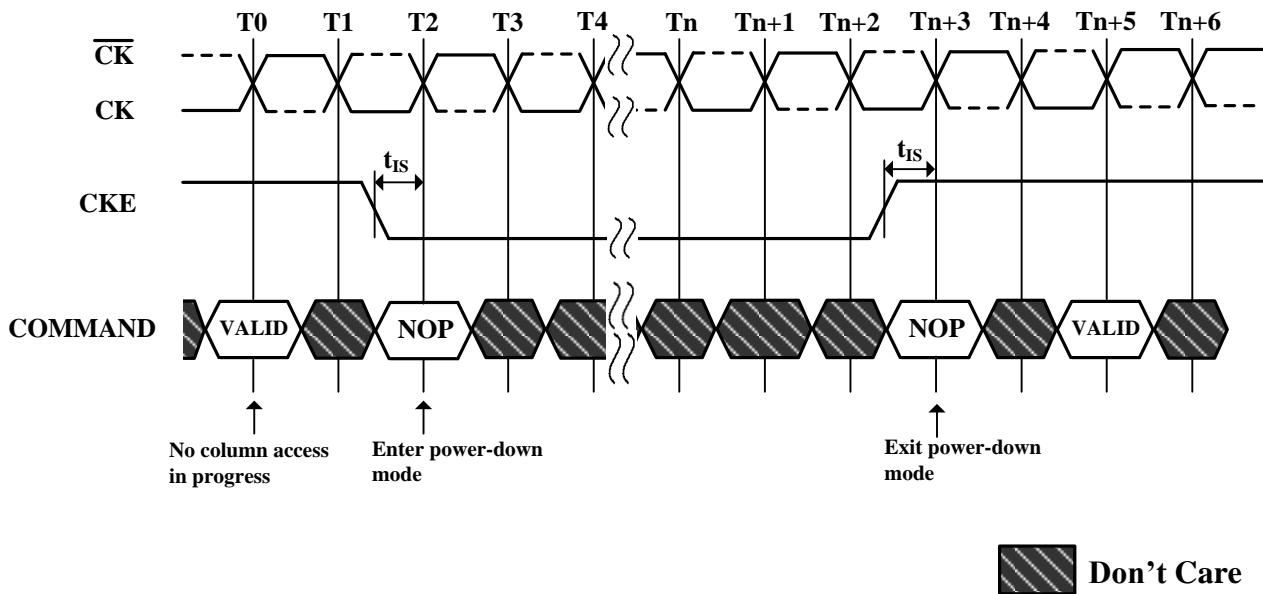 T0 T1 T2 T3 T4 Tn Tn+1 Tn+2 Tn+3 Tn+4 Tn+5 Tn+6
CK
CK
tIS tIS
CKE
COMMAND VALID NOP NOP VALID
No column access
in progress
Enter power-down
mode
Exit power-down
mode
Don't Care